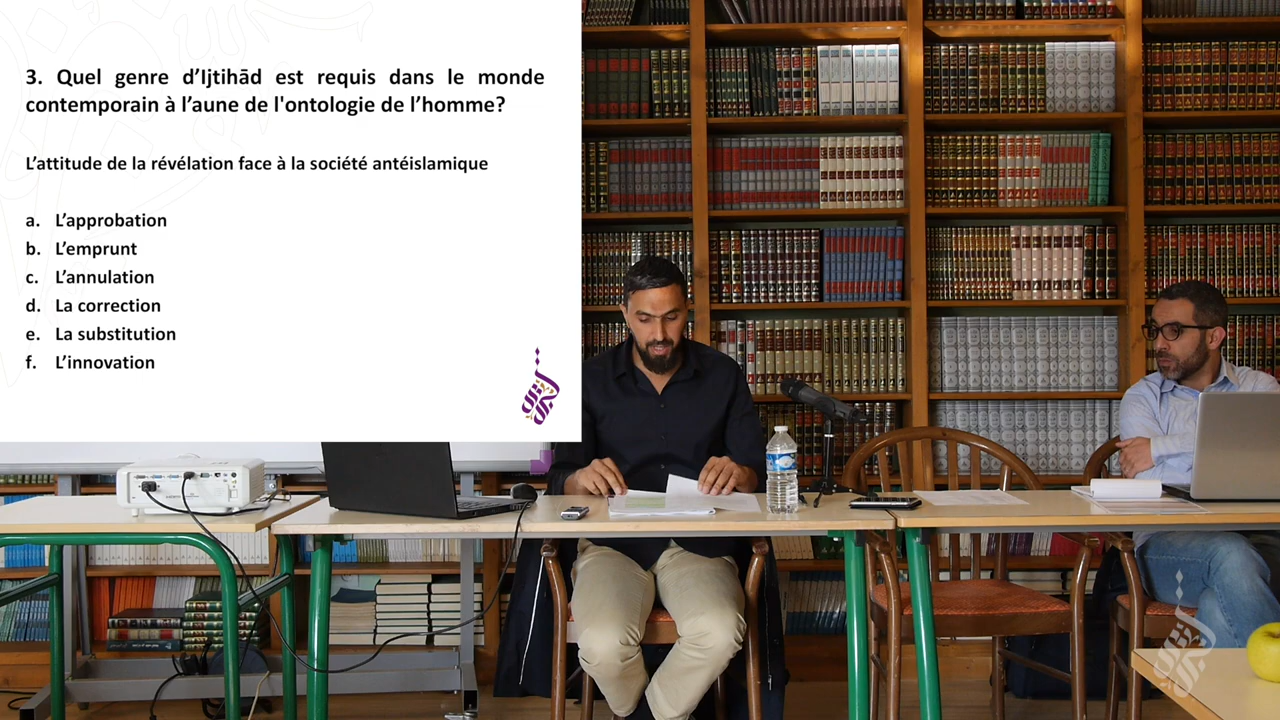 3. Quel genre d’Ijtihād est requis dans le monde
contemporain à l’aune de l'ontologie de l’homme?
L’attitude de la révélation face à la société antéislamique
a. L’approbation
b. L’emprunt
c. L’annulation
d. La correction
e. La substitution
f. L’innovation